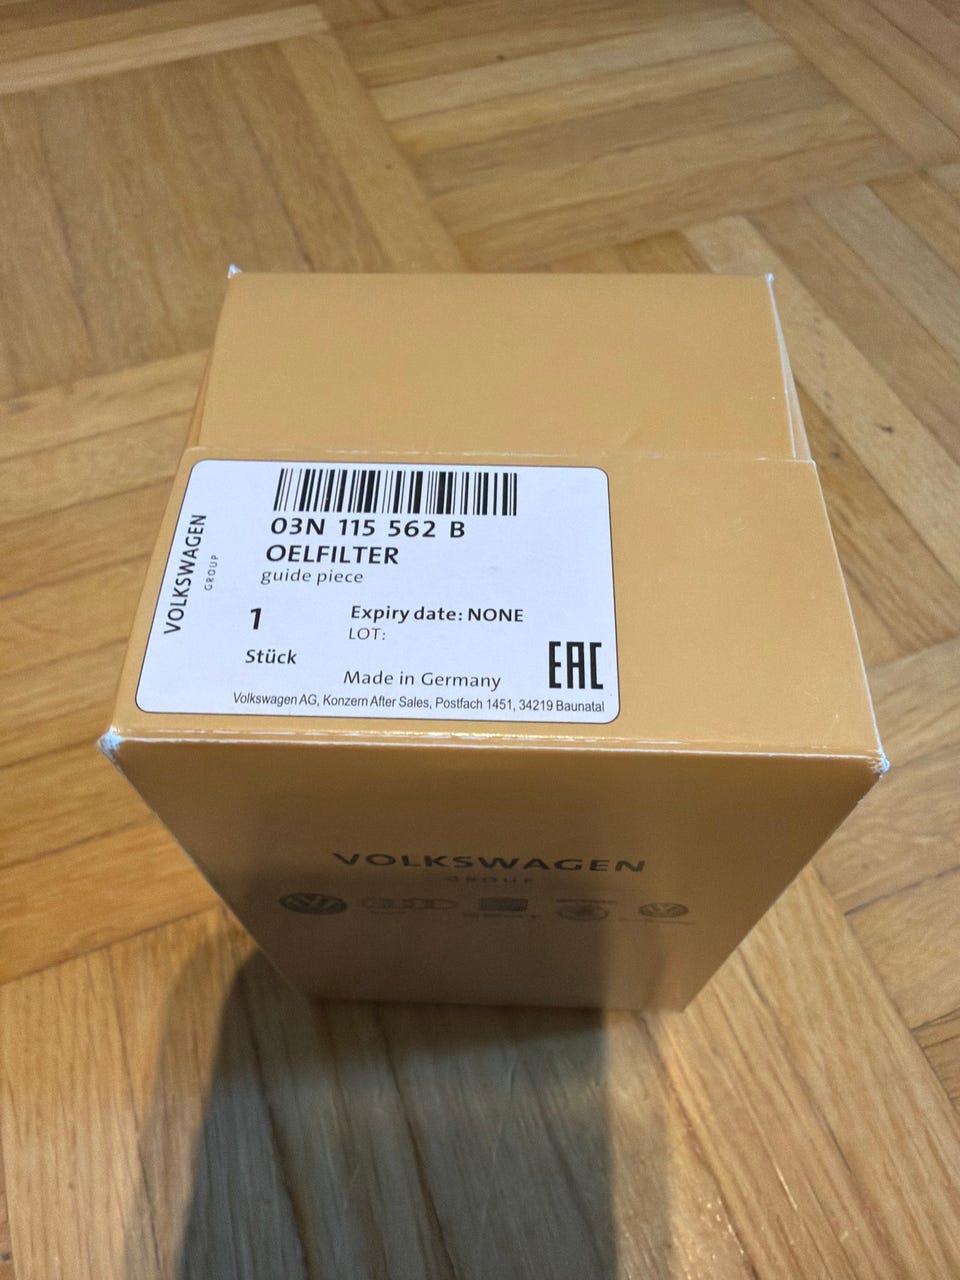 VOLKSWAGEN
GROUP
03N 115 562 B
OELFILTER
guide piece
1
Stück
Expiry date: NONE
LOT:
Made in Germany
EAC
Volkswagen AG, Konzern After Sales, Postfach 1451, 34219 Baunatal
VOLKSWAGEN
GROUP